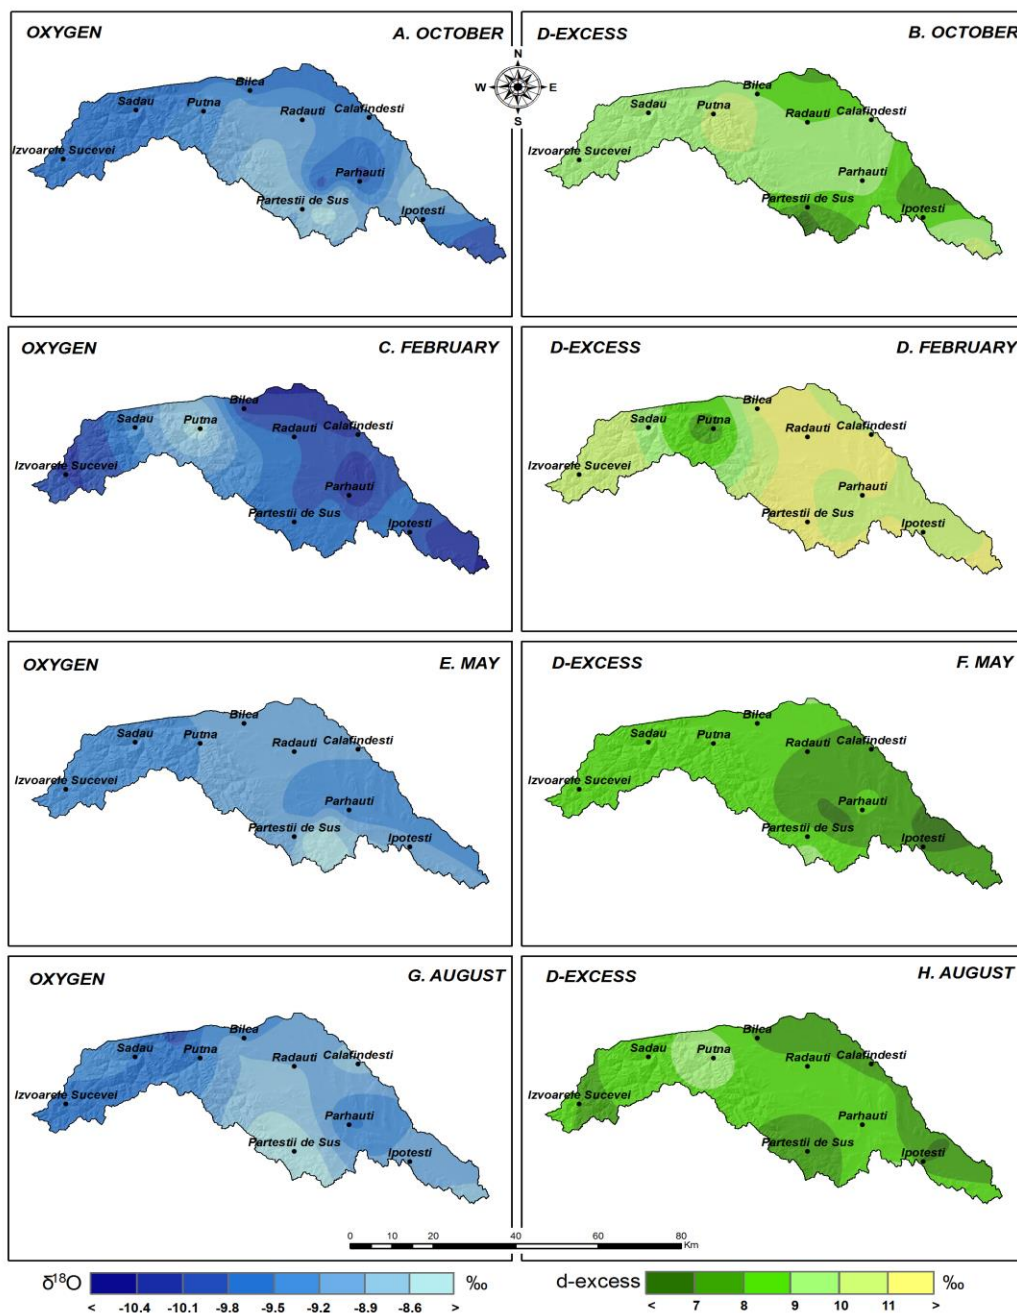 OXYGEN
A. OCTOBER
Bilca
Sadau
Putna
Radauti
Calafindesti
Izvoarele Sucevei
Parhauti
Partestii de Sus
Ipotesti
N
W
E
S
D-EXCESS
B. OCTOBER
Bilca
Sadau
Putna
Radauti
Calafindesti
Izvoarele Sucevei
Parhauti
Partestii de Sus
Ipotesti
OXYGEN
C. FEBRUARY
Bilca
Sadau
Putna
Radauti
Calafindesti
Izvoarele Sucevei
Parhauti
Partestii de Sus
Ipotesti
D-EXCESS
D. FEBRUARY
Bilca
Sadau
Putna
Radauti
Calafindesti
Izvoarele Sucevei
Parhauti
Partestii de Sus
Ipotesti
OXYGEN
E. MAY
Bilca
Sadau
Putna
Radauti
Calafindesti
Izvoarele Sucevei
Parhauti
Partestii de Sus
Ipotesti
D-EXCESS
F. MAY
Bilca
Sadau
Putna
Radauti
Calafindesti
Izvoarele Sucevei
Parhauti
Partestii de Sus
Ipotesti
OXYGEN
G. AUGUST
Bilca
Sadau
Putna
Radauti
Calafindesti
Izvoarele Sucevei
Parhauti
Partestii de Sus
Ipotesti
D-EXCESS
H. AUGUST
Bilca
Sadau
Putna
Radauti
Calafindesti
Izvoarele Sucevei
Parhauti
Partestii de Sus
Ipotesti
0 10 20 40 60 80
Km
δ¹⁸O ‰
< -10.4 -10.1 -9.8 -9.5 -9.2 -8.9 -8.6 >
d-excess ‰
< 7 8 9 10 11 >